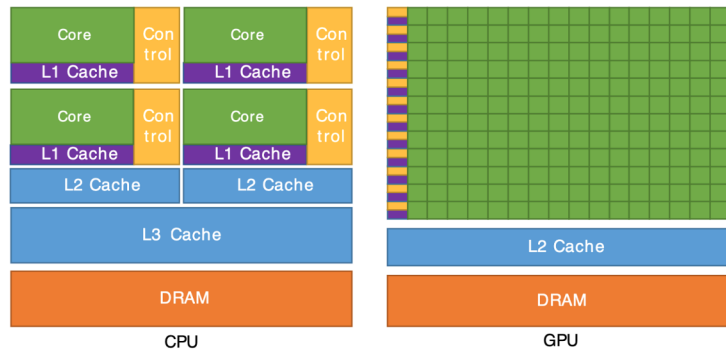 Core
Con
trol
L1 Cache
Core
Con
trol
L1 Cache
Core
Con
trol
L1 Cache
Core
Con
trol
L1 Cache
L2 Cache
L2 Cache
L3 Cache
DRAM
CPU
L2 Cache
DRAM
GPU